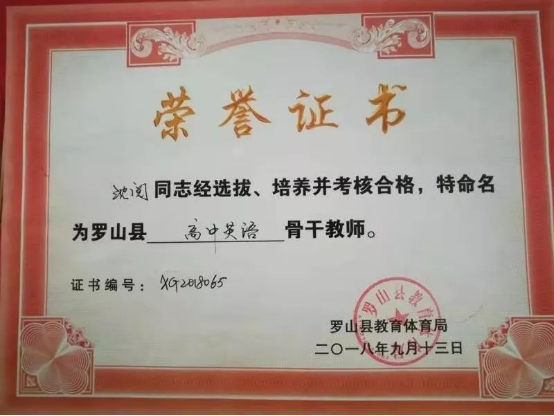 荣誉证书
沈闵同志经选拔、培养并考核合格，特命名
为罗山县高中英语骨干教师。
证书编号：XG2018065
罗山县教育体育局
二〇一八年九月十三日